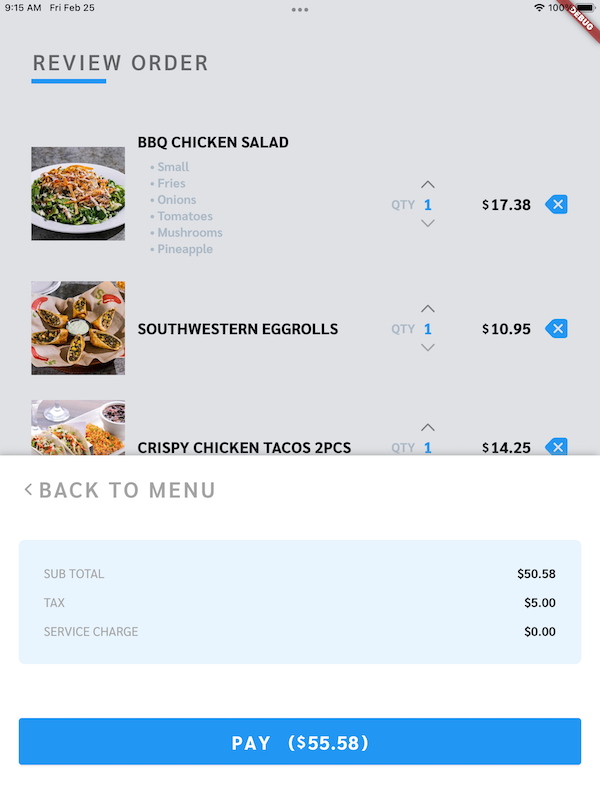 9:15 AM Fri Feb 25
100%
DEBUG
REVIEW ORDER
BBQ CHICKEN SALAD
• Small
• Fries
• Onions
• Tomatoes
• Mushrooms
• Pineapple
QTY 1
$17.38
SOUTHWESTERN EGGROLLS
QTY 1
$10.95
CRISPY CHICKEN TACOS 2PCS
QTY 1
$14.25
BACK TO MENU
SUB TOTAL $50.58
TAX $5.00
SERVICE CHARGE $0.00
PAY ($55.58)